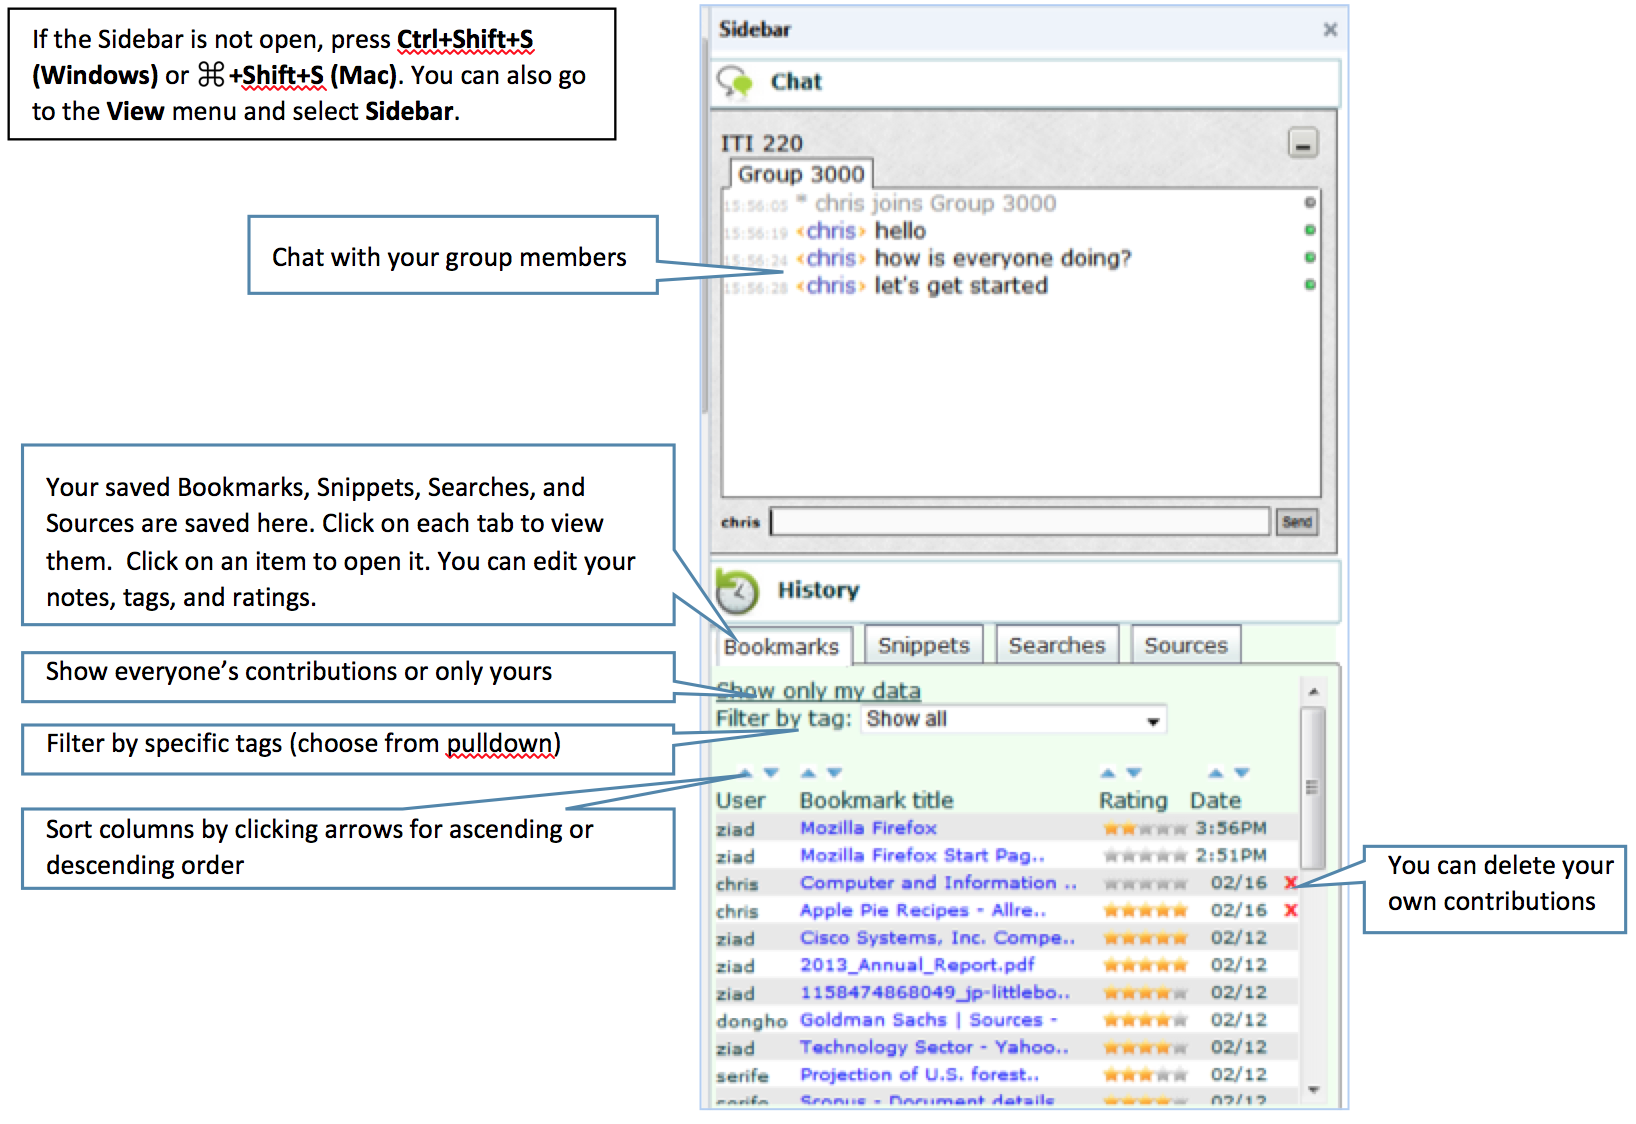 If the Sidebar is not open, press Ctrl+Shift+S
(Windows) or ⌘+Shift+S (Mac). You can also go
to the View menu and select Sidebar.
Sidebar
Chat
ITI 220
Group 3000
15:56:05 * chris joins Group 3000
15:56:19 ‹chris› hello
15:56:24 ‹chris› how is everyone doing?
15:56:28 ‹chris› let's get started
Chat with your group members
chris
Send
Your saved Bookmarks, Snippets, Searches, and
Sources are saved here. Click on each tab to view
them.  Click on an item to open it. You can edit your
notes, tags, and ratings.
History
Bookmarks Snippets Searches Sources
Show everyone’s contributions or only yours
Show only my data
Filter by tag: Show all
Filter by specific tags (choose from pulldown)
Sort columns by clicking arrows for ascending or
descending order
User Bookmark title Rating Date
ziad Mozilla Firefox 3:56PM
ziad Mozilla Firefox Start Pag.. 2:51PM
chris Computer and Information .. 02/16 X
chris Apple Pie Recipes - Allre.. 02/16 X
ziad Cisco Systems, Inc. Compe.. 02/12
ziad 2013_Annual_Report.pdf 02/12
ziad 1158474868049_jp-littlebo.. 02/12
dongho Goldman Sachs | Sources - 02/12
ziad Technology Sector - Yahoo.. 02/12
serife Projection of U.S. forest.. 02/12
serife Scopus - Document details 02/12
You can delete your
own contributions